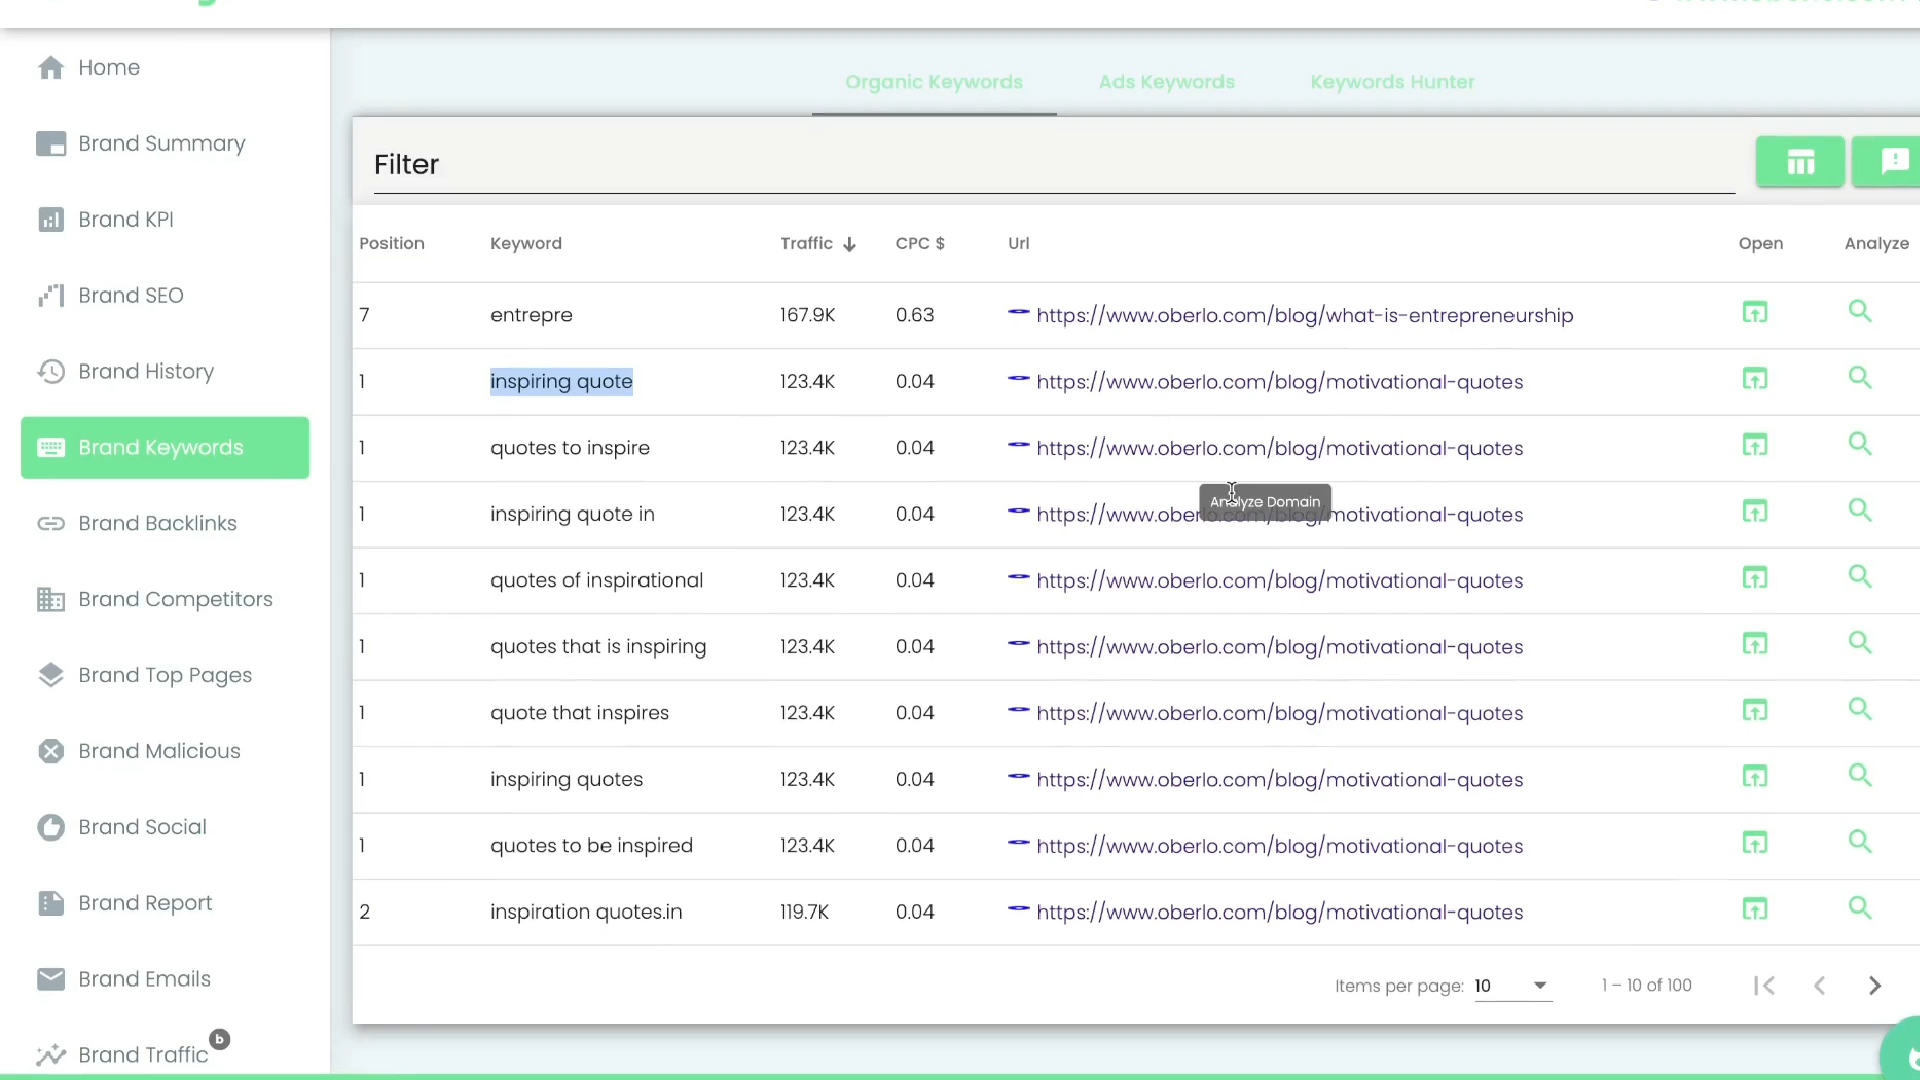 Home
Brand Summary
Brand KPI
Brand SEO
Brand History
Brand Keywords
Brand Backlinks
Brand Competitors
Brand Top Pages
Brand Malicious
Brand Social
Brand Report
Brand Emails
Brand Traffic b
Organic Keywords Ads Keywords Keywords Hunter
Filter
Position Keyword Traffic CPC $ Url Open Analyze
7 entrepre 167.9K 0.63 https://www.oberlo.com/blog/what-is-entrepreneurship
1 inspiring quote 123.4K 0.04 https://www.oberlo.com/blog/motivational-quotes
1 quotes to inspire 123.4K 0.04 https://www.oberlo.com/blog/motivational-quotes
Analyze Domain
1 inspiring quote in 123.4K 0.04 https://www.oberlo.com/blog/motivational-quotes
1 quotes of inspirational 123.4K 0.04 https://www.oberlo.com/blog/motivational-quotes
1 quotes that is inspiring 123.4K 0.04 https://www.oberlo.com/blog/motivational-quotes
1 quote that inspires 123.4K 0.04 https://www.oberlo.com/blog/motivational-quotes
1 inspiring quotes 123.4K 0.04 https://www.oberlo.com/blog/motivational-quotes
1 quotes to be inspired 123.4K 0.04 https://www.oberlo.com/blog/motivational-quotes
2 inspiration quotes.in 119.7K 0.04 https://www.oberlo.com/blog/motivational-quotes
Items per page: 10 1 – 10 of 100